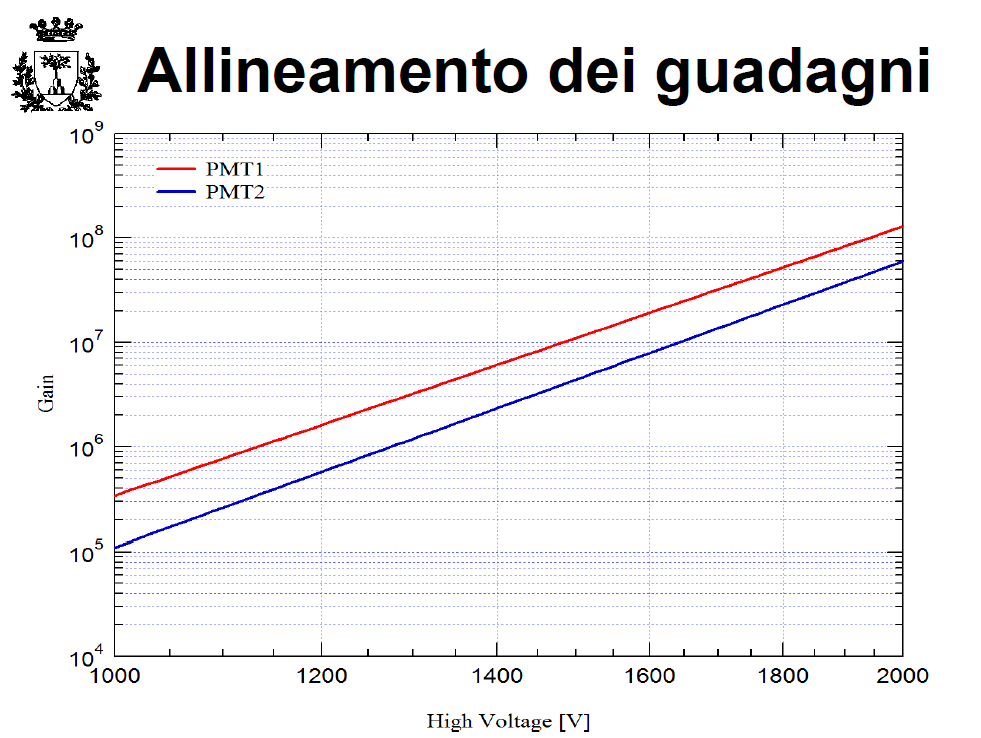 Allineamento dei guadagni
10^9
PMT1
PMT2
10^8
10^7
Gain
10^6
10^5
10^4
1000 1200 1400 1600 1800 2000
High Voltage [V]